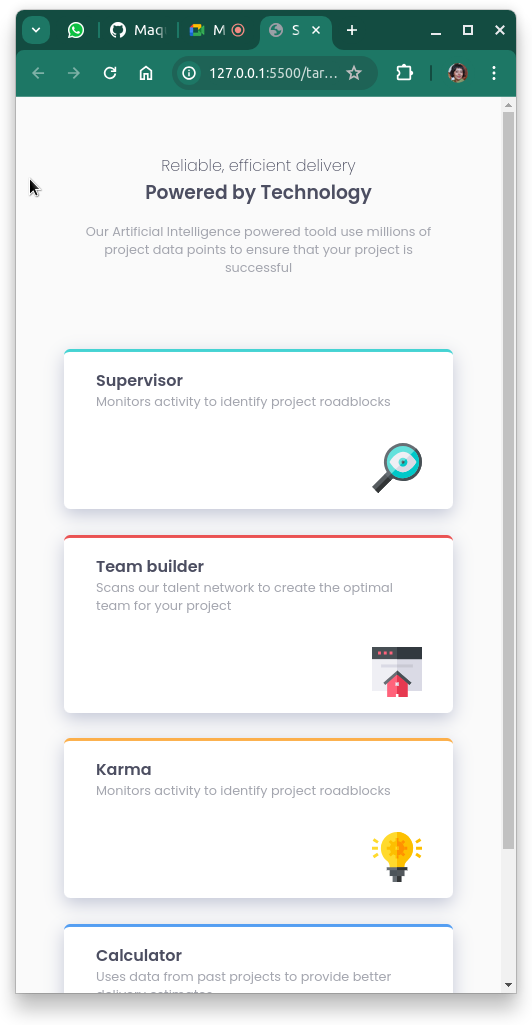 Maq
M
S
127.0.0.1:5500/tar...
Reliable, efficient delivery
Powered by Technology
Our Artificial Intelligence powered toold use millions of
project data points to ensure that your project is
successful
Supervisor
Monitors activity to identify project roadblocks
Team builder
Scans our talent network to create the optimal
team for your project
Karma
Monitors activity to identify project roadblocks
Calculator
Uses data from past projects to provide better
delivery estimates